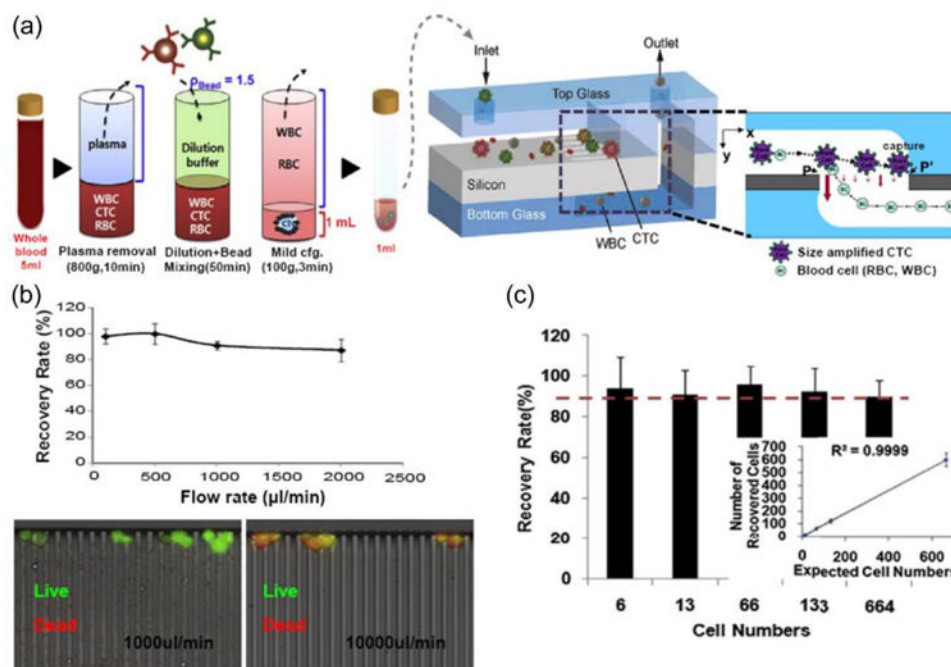 (a)
ρBead = 1.5
plasma
Dilution
buffer
WBC
RBC
WBC
CTC
RBC
WBC
CTC
RBC
CTC
1 mL
Whole
blood
5ml
Plasma removal
(800g,10min)
Dilution+Bead
Mixing(50min)
Mild cfg.
(100g,3min)
1ml
Inlet
Outlet
Top Glass
Silicon
Bottom Glass
WBC
CTC
x
y
capture
P
P'
Size amplified CTC
Blood cell (RBC, WBC)
(b)
120
100
80
60
40
20
0
Recovery Rate (%)
0
500
1000
1500
2000
2500
Flow rate (µl/min)
Live
Dead
1000ul/min
Live
Dead
10000ul/min
(c)
120
100
80
60
40
20
0
Recovery Rate(%)
6
13
66
133
664
Cell Numbers
R² = 0.9999
700
600
500
400
300
200
100
0
Number of
Recovered Cells
0
200
400
600
Expected Cell Numbers